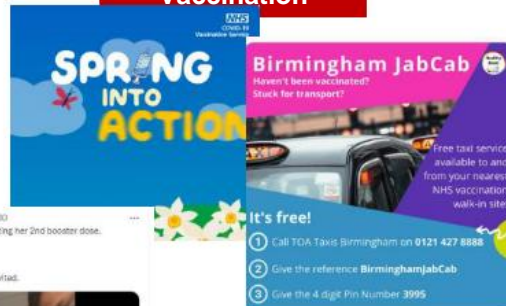 Vaccination
NHS
COVID-19
Vaccination Service
SPRING
INTO
ACTION
ting her 2nd booster dose.
vited.
Birmingham JabCab
Haven't been vaccinated?
Stuck for transport?
Free taxi service
available to and
from your nearest
NHS vaccination
walk-in site
It's free!
1 Call TOA Taxis Birmingham on 0121 427 8888
2 Give the reference BirminghamJabCab
3 Give the 4 digit Pin Number 3995